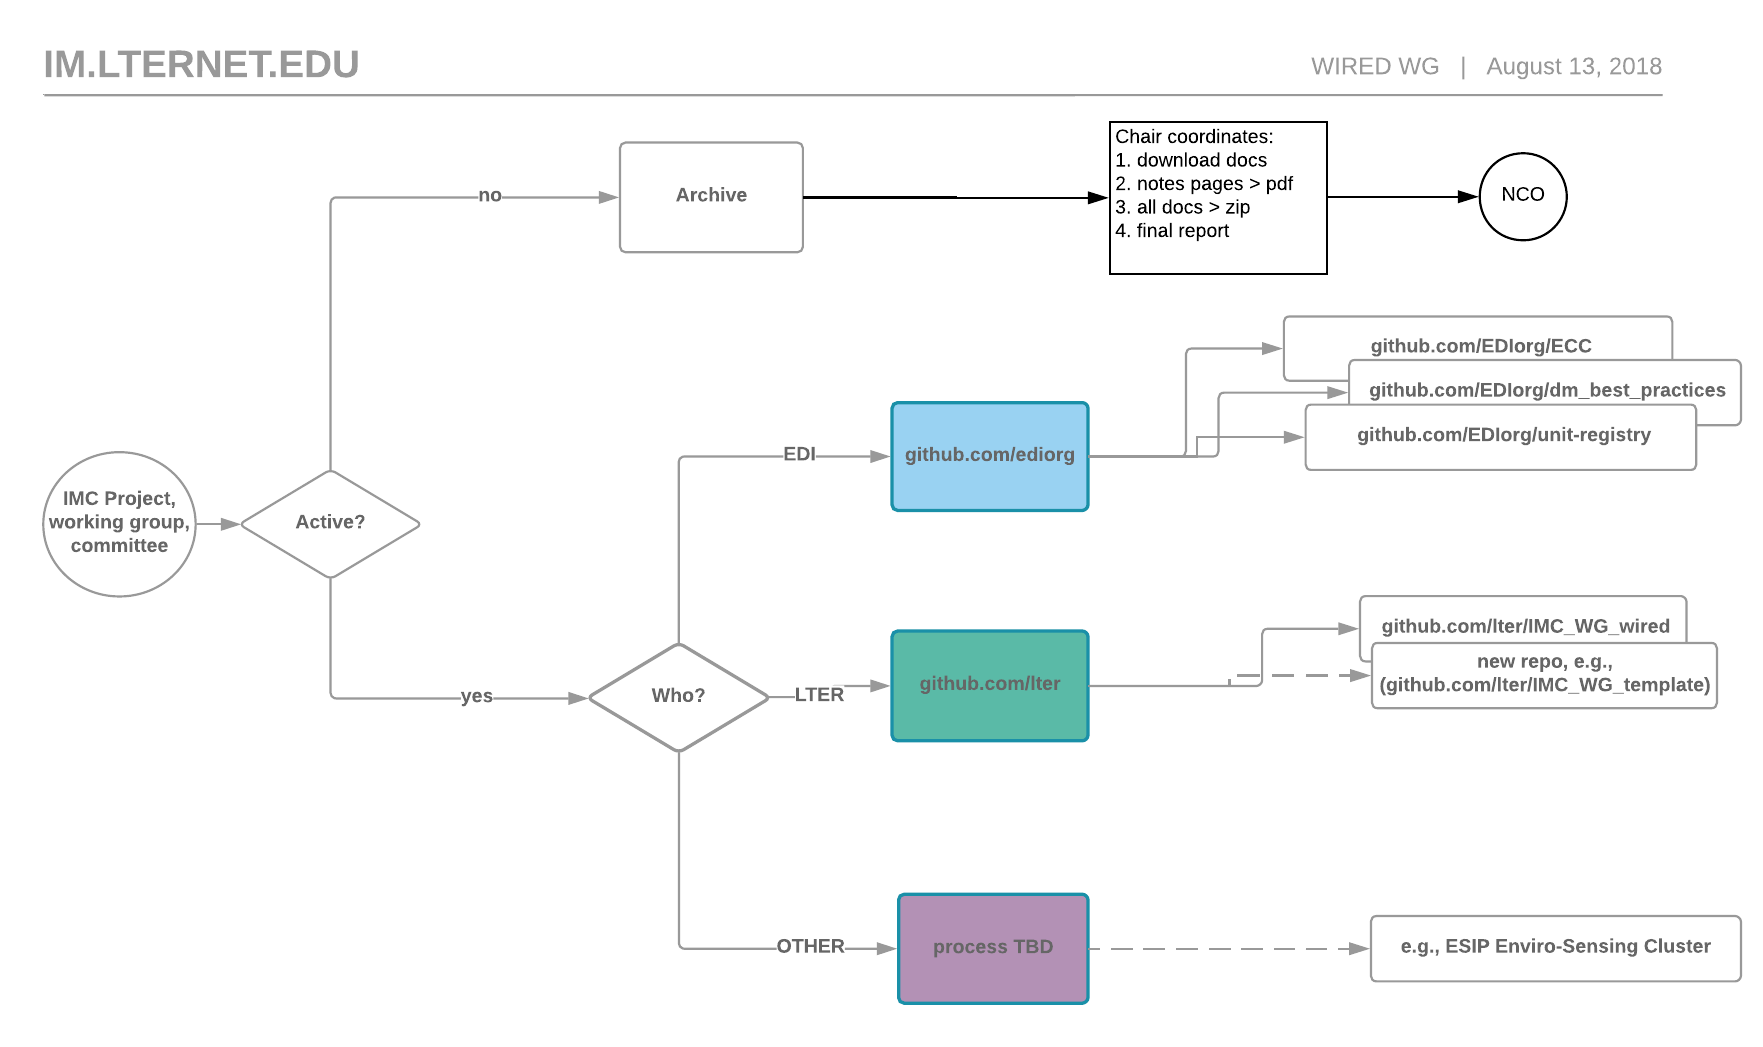 IM.LTERNET.EDU
WIRED WG | August 13, 2018
Chair coordinates:
1. download docs
2. notes pages > pdf
3. all docs > zip
4. final report
no
Archive
NCO
github.com/EDIorg/ECC
github.com/EDIorg/dm_best_practices
github.com/EDIorg/unit-registry
EDI
github.com/ediorg
IMC Project,
working group,
committee
Active?
github.com/lter/IMC_WG_wired
new repo, e.g.,
(github.com/lter/IMC_WG_template)
yes
Who?
LTER
github.com/lter
OTHER
process TBD
e.g., ESIP Enviro-Sensing Cluster